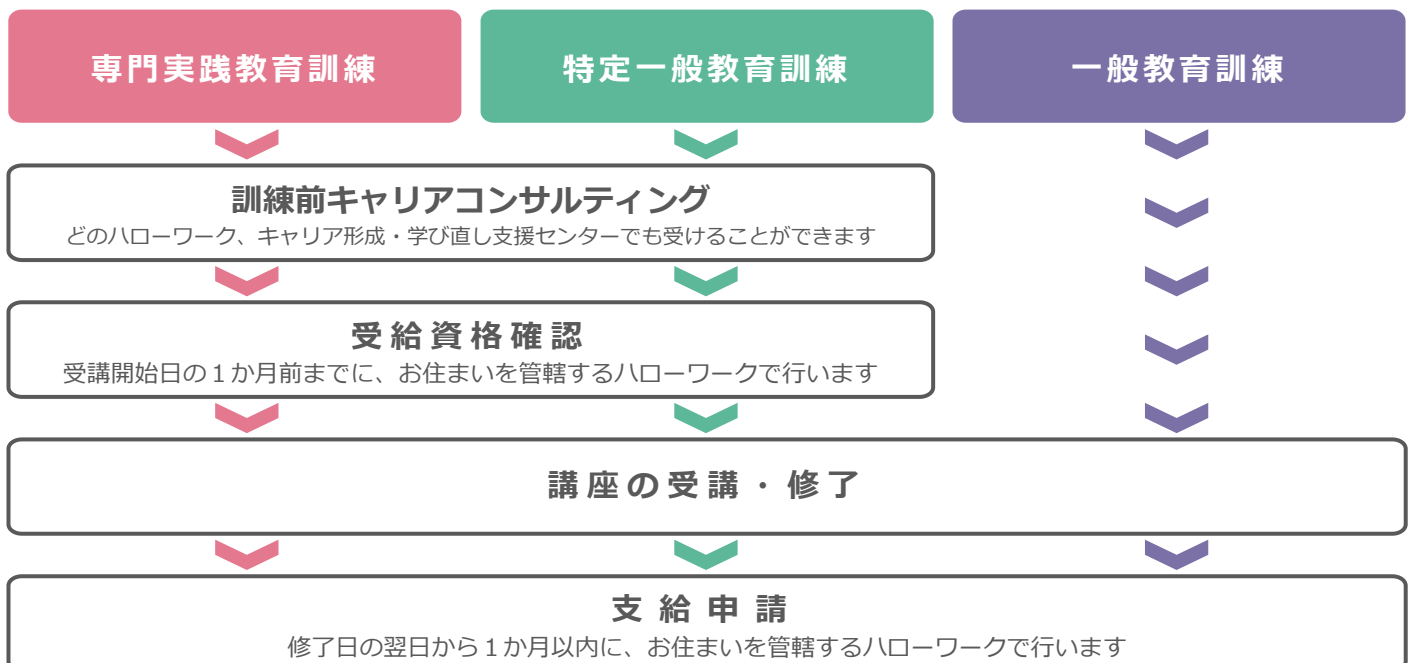 専門実践教育訓練
特定一般教育訓練
一般教育訓練
訓練前キャリアコンサルティング
どのハローワーク、キャリア形成・学び直し支援センターでも受けることができます
受給資格確認
受講開始日の１か月前までに、お住まいを管轄するハローワークで行います
講座の受講・修了
支給申請
修了日の翌日から１か月以内に、お住まいを管轄するハローワークで行います